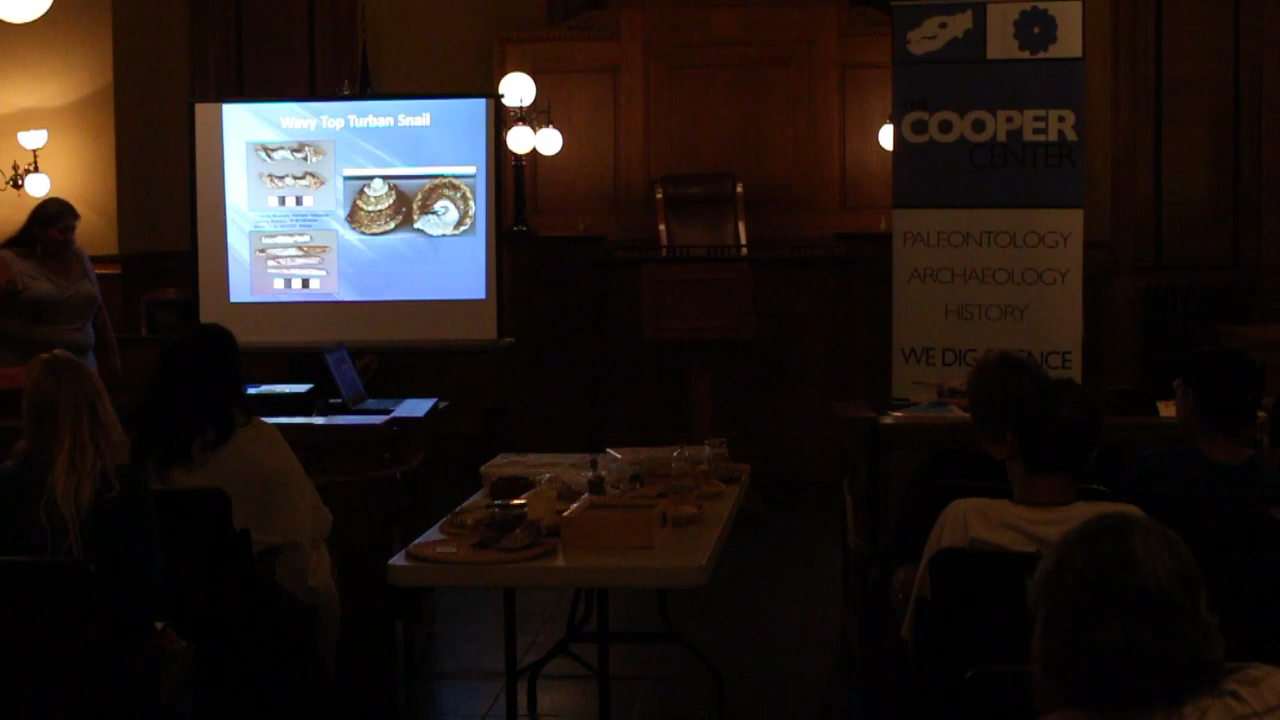 Wavy Top Turban Snail
THE
COOPER
CENTER
PALEONTOLOGY
ARCHAEOLOGY
HISTORY
WE DIG